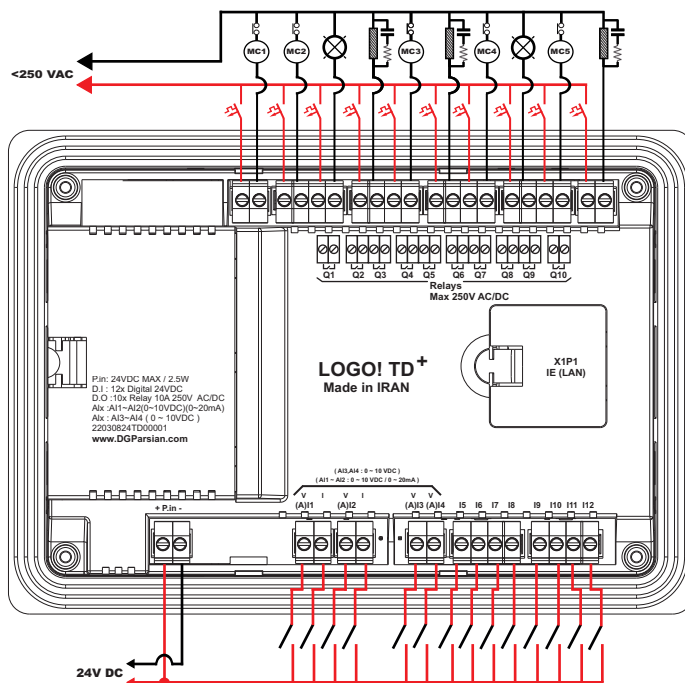 MC1 MC2 MC3 MC4 MC5
<250 VAC
Q1 Q2 Q3 Q4 Q5 Q6 Q7 Q8 Q9 Q10
Relays
Max 250V AC/DC
LOGO! TD+
Made in IRAN
X1P1
IE (LAN)
P.in: 24VDC MAX / 2.5W
D.I : 12x Digital 24VDC
D.O :10x Relay 10A 250V AC/DC
AIx :AI1~AI2(0~10VDC)(0~20mA)
AIx : AI3~AI4 ( 0 ~ 10VDC )
22030824TD00001
www.DGParsian.com
( AI3,AI4 : 0 ~ 10 VDC )
( AI1 ~ AI2 : 0 ~ 10 VDC / 0 ~ 20mA )
V I V I V V
+ P.in - (A)I1 (A)I2 (A)I3 (A)I4 I5 I6 I7 I8 I9 I10 I11 I12
24V DC